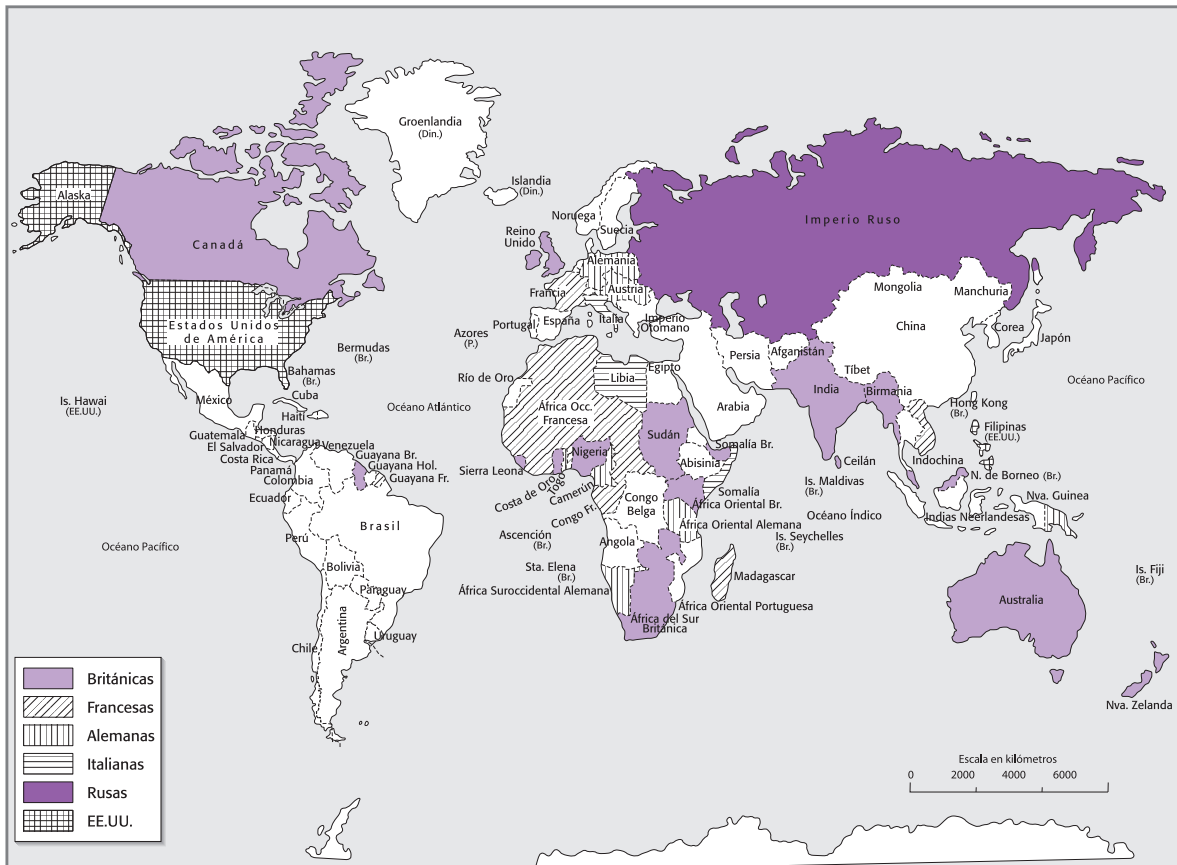 Groenlandia
(Din.)
Islandia
(Din.)
Alaska
Noruega
Suecia
Imperio Ruso
Reino
Unido
Canadá
Alemania
Mongolia
Manchuria
Francia
Austria
Estados Unidos
de América
Azores
(P.)
Portugal
España
Italia
Imperio
Otomano
China
Corea
Japón
Bermudas
(Br.)
Persia
Afganistán
Bahamas
(Br.)
Río de Oro
Libia
Egipto
Tíbet
Océano Pacífico
Is. Hawai
(EE.UU.)
México
Cuba
Haití
Océano Atlántico
África Occ.
Francesa
Arabia
India
Birmania
Hong Kong
(Br.)
Honduras
Guatemala
El Salvador
Nicaragua
Costa Rica
Panamá
Venezuela
Guayana Br.
Guayana Hol.
Guayana Fr.
Colombia
Ecuador
Sierra Leona
Costa de Oro
Togo
Nigeria
Camerún
Congo Fr.
Sudán
Abisinia
Somalía Br.
Somalía
Ceilán
Is. Maldivas
(Br.)
Indochina
Filipinas
(EE.UU.)
N. de Borneo (Br.)
Nva. Guinea
Indias Neerlandesas
Océano Índico
Océano Pacífico
Perú
Brasil
Bolivia
Paraguay
Ascención
(Br.)
Congo
Belga
África Oriental Br.
África Oriental Alemana
Is. Seychelles
(Br.)
Angola
Sta. Elena
(Br.)
África Suroccidental Alemana
Madagascar
África Oriental Portuguesa
África del Sur
Británica
Australia
Is. Fiji
(Br.)
Chile
Argentina
Uruguay
Nva. Zelanda
Británicas
Francesas
Alemanas
Italianas
Rusas
EE.UU.
Escala en kilómetros
0 2000 4000 6000